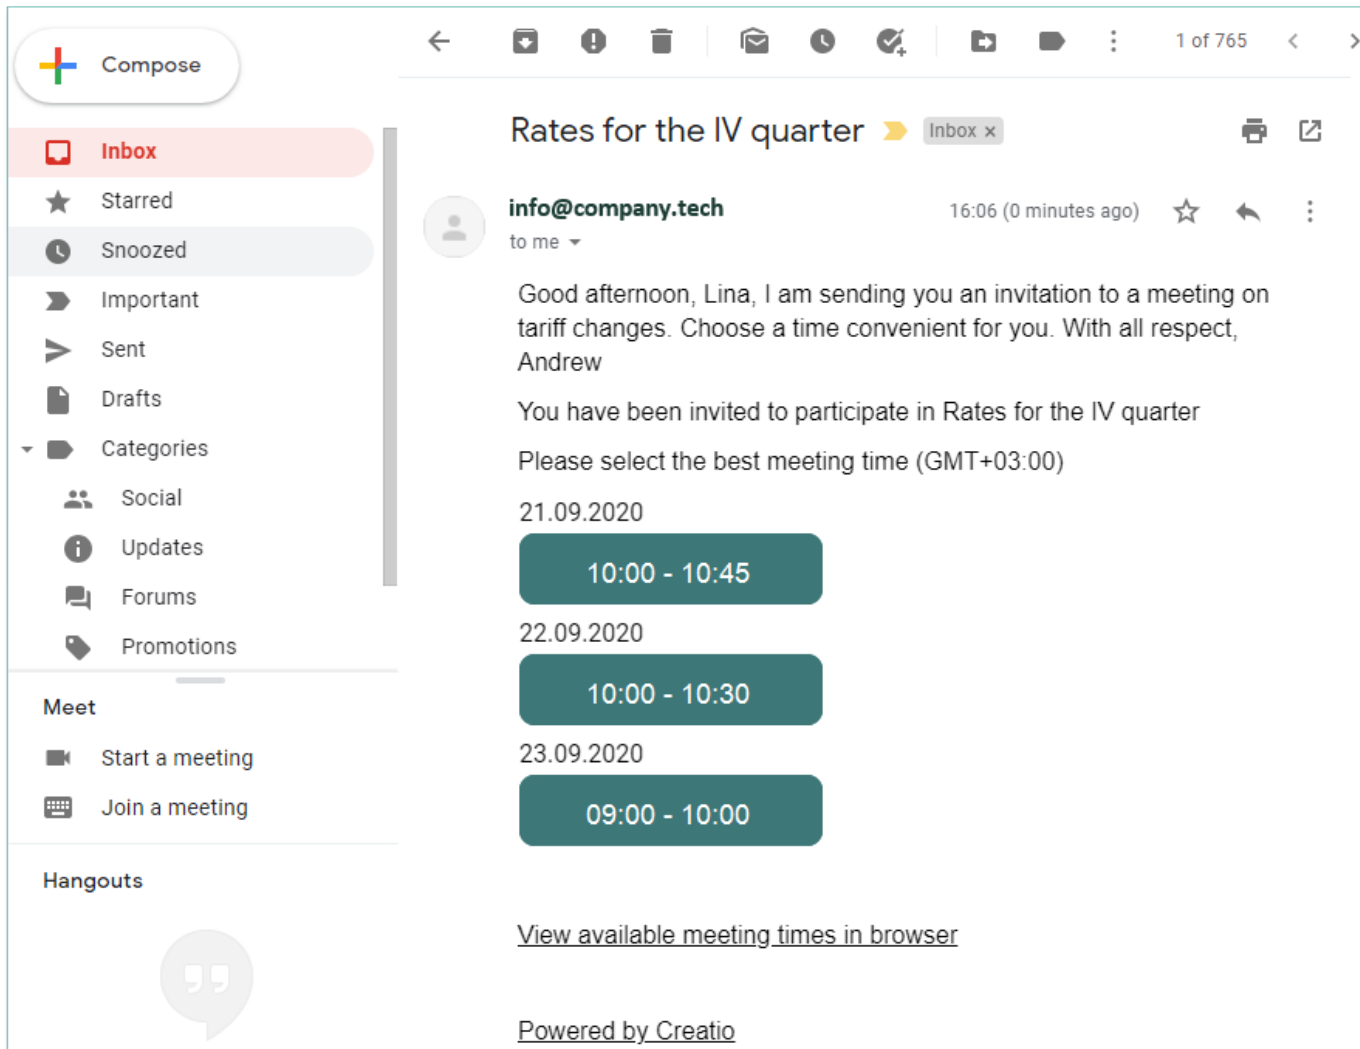 Compose
Inbox
Starred
Snoozed
Important
Sent
Drafts
Categories
Social
Updates
Forums
Promotions
Meet
Start a meeting
Join a meeting
Hangouts
1 of 765
Rates for the IV quarter
Inbox ×
info@company.tech
16:06 (0 minutes ago)
to me
Good afternoon, Lina, I am sending you an invitation to a meeting on
tariff changes. Choose a time convenient for you. With all respect,
Andrew
You have been invited to participate in Rates for the IV quarter
Please select the best meeting time (GMT+03:00)
21.09.2020
10:00 - 10:45
22.09.2020
10:00 - 10:30
23.09.2020
09:00 - 10:00
View available meeting times in browser
Powered by Creatio